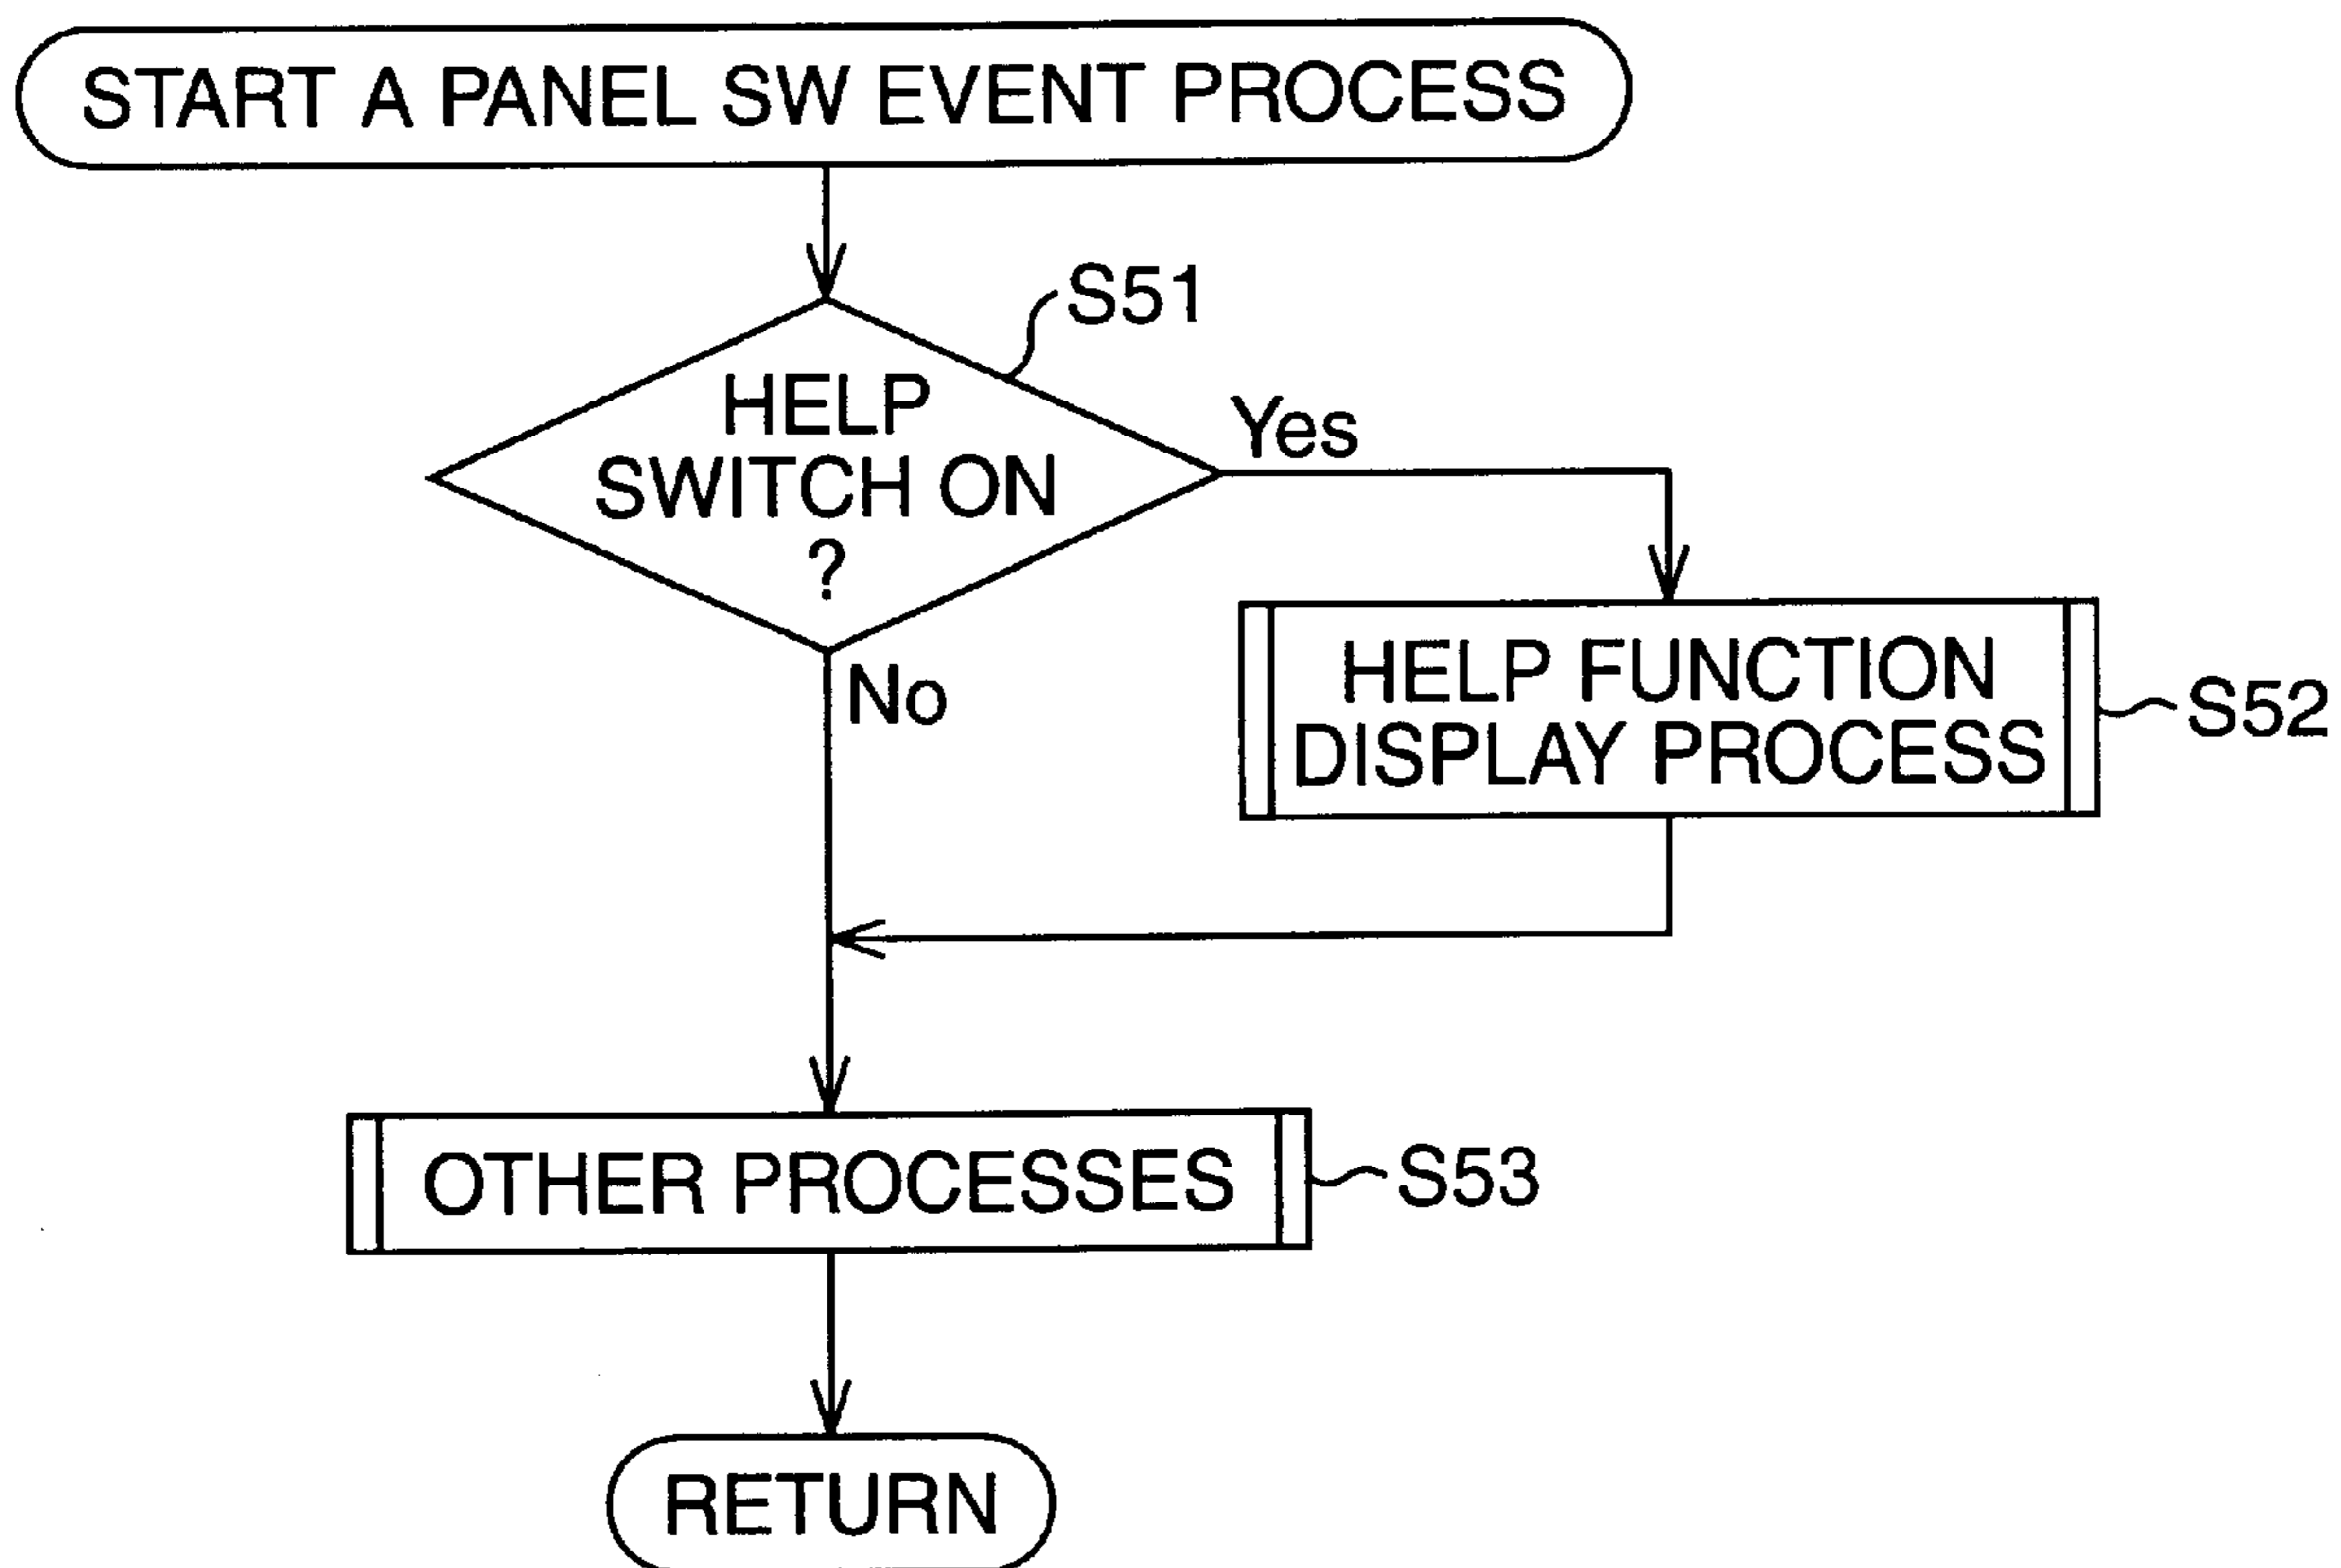 START A PANEL SW EVENT PROCESS
S51
HELP
SWITCH ON
?
Yes
No
HELP FUNCTION
DISPLAY PROCESS
S52
OTHER PROCESSES
S53
RETURN